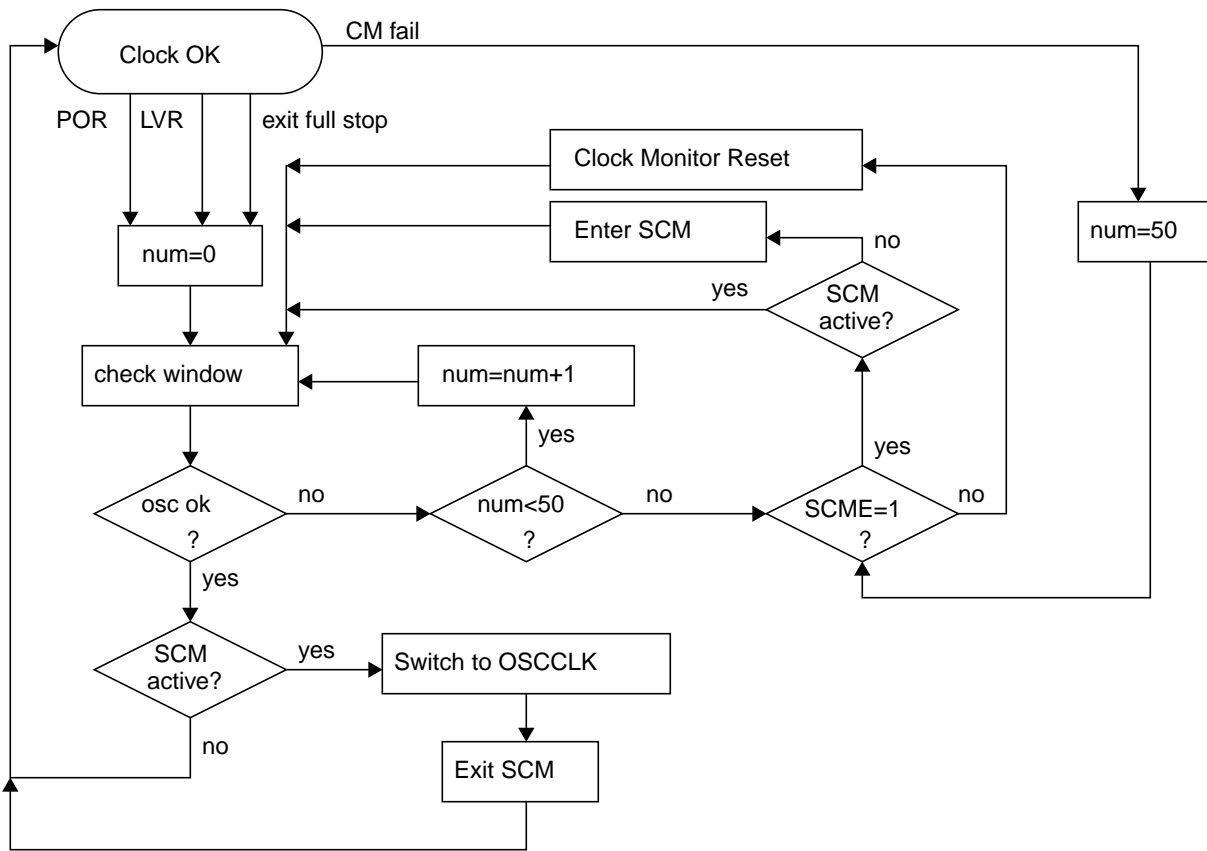 CM fail
Clock OK
POR
LVR
exit full stop
Clock Monitor Reset
Enter SCM
no
num=50
num=0
yes
SCM
active?
check window
num=num+1
yes
yes
osc ok
?
no
num<50
?
no
SCME=1
?
no
yes
SCM
active?
yes
Switch to OSCCLK
no
Exit SCM